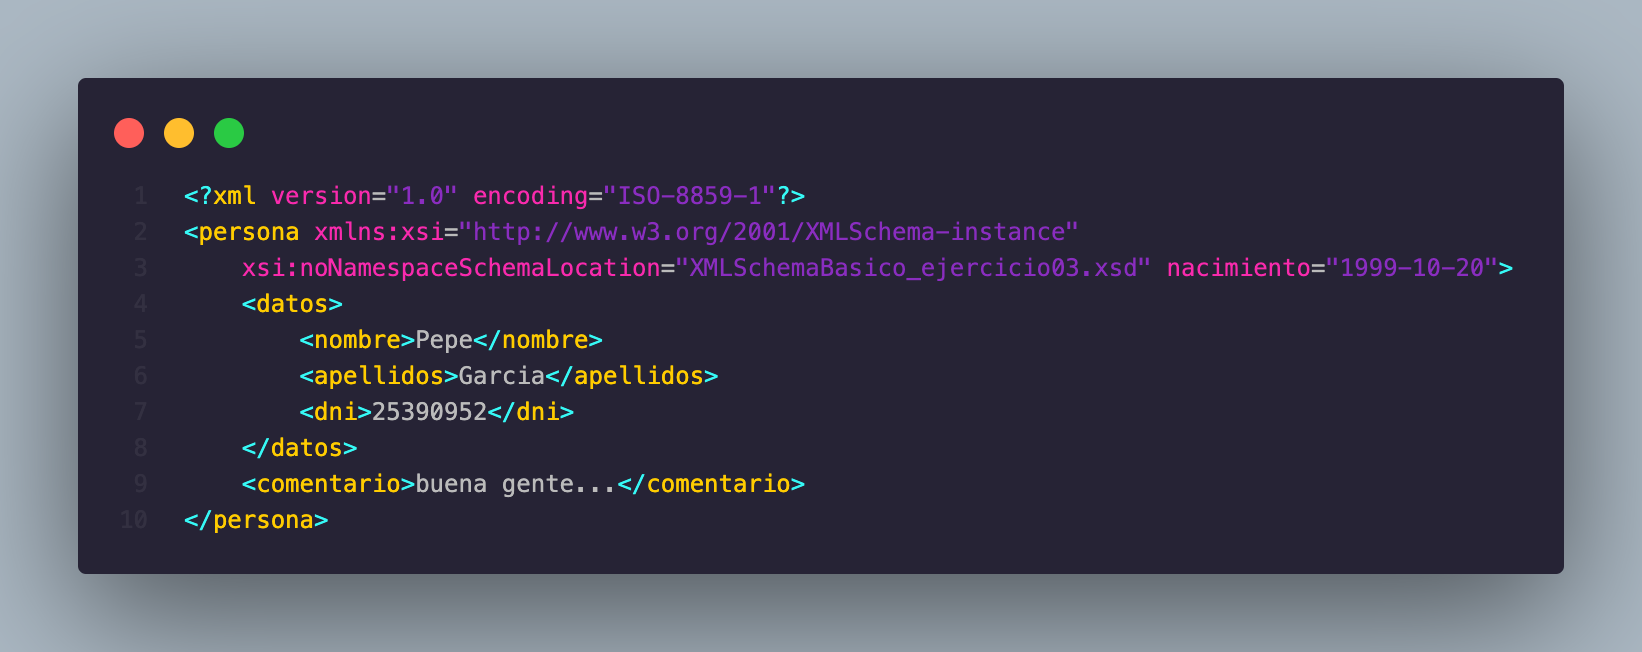 1 <?xml version="1.0" encoding="ISO-8859-1"?>
2 <persona xmlns:xsi="http://www.w3.org/2001/XMLSchema-instance"
3     xsi:noNamespaceSchemaLocation="XMLSchemaBasico_ejercicio03.xsd" nacimiento="1999-10-20">
4     <datos>
5         <nombre>Pepe</nombre>
6         <apellidos>Garcia</apellidos>
7         <dni>25390952</dni>
8     </datos>
9     <comentario>buena gente...</comentario>
10 </persona>